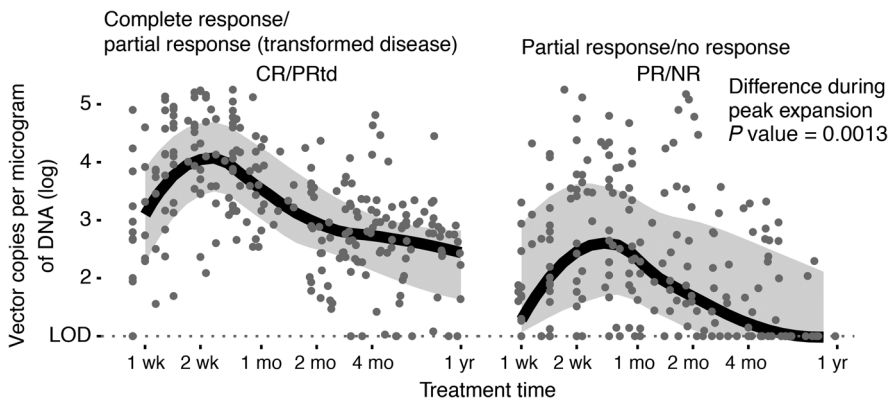 Complete response/
partial response (transformed disease)
CR/PRtd
Partial response/no response
PR/NR
Difference during
peak expansion
P value = 0.0013
Vector copies per microgram
of DNA (log)
5
4
3
2
LOD
1 wk 2 wk 1 mo 2 mo 4 mo 1 yr
1 wk 2 wk 1 mo 2 mo 4 mo 1 yr
Treatment time